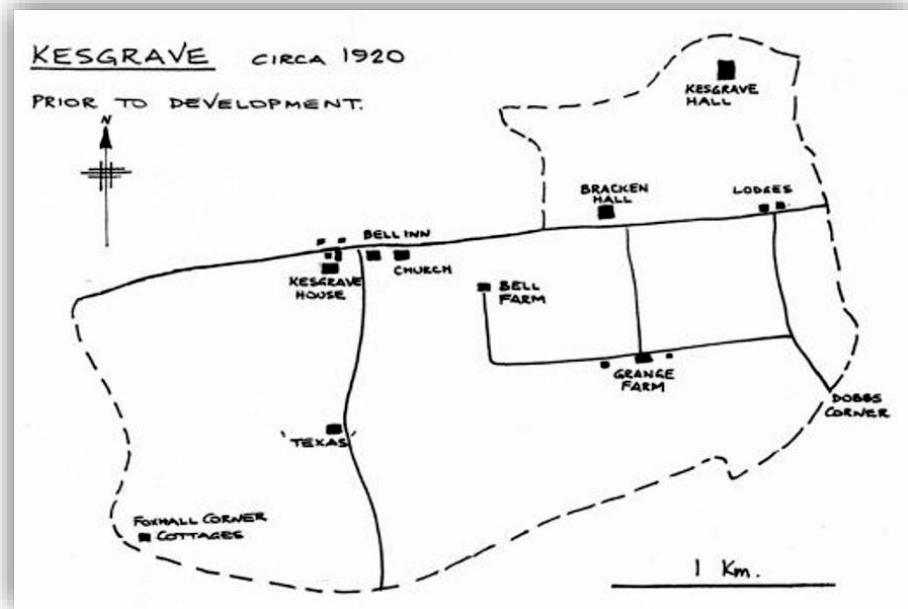 KESGRAVE CIRCA 1920
PRIOR TO DEVELOPMENT.
N
KESGRAVE
HALL
BRACKEN
HALL
LODGES
BELL INN
CHURCH
KESGRAVE
HOUSE
BELL
FARM
GRANGE
FARM
DOBBS
CORNER
'TEXAS'
FOXHALL CORNER
COTTAGES
1 Km.